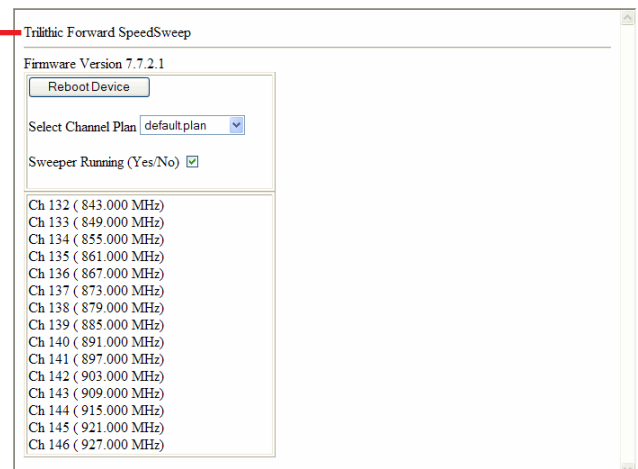 Trilithic Forward SpeedSweep
Firmware Version 7.7.2.1
Reboot Device
Select Channel Plan default.plan
Sweeper Running (Yes/No)
Ch 132 ( 843.000 MHz)
Ch 133 ( 849.000 MHz)
Ch 134 ( 855.000 MHz)
Ch 135 ( 861.000 MHz)
Ch 136 ( 867.000 MHz)
Ch 137 ( 873.000 MHz)
Ch 138 ( 879.000 MHz)
Ch 139 ( 885.000 MHz)
Ch 140 ( 891.000 MHz)
Ch 141 ( 897.000 MHz)
Ch 142 ( 903.000 MHz)
Ch 143 ( 909.000 MHz)
Ch 144 ( 915.000 MHz)
Ch 145 ( 921.000 MHz)
Ch 146 ( 927.000 MHz)